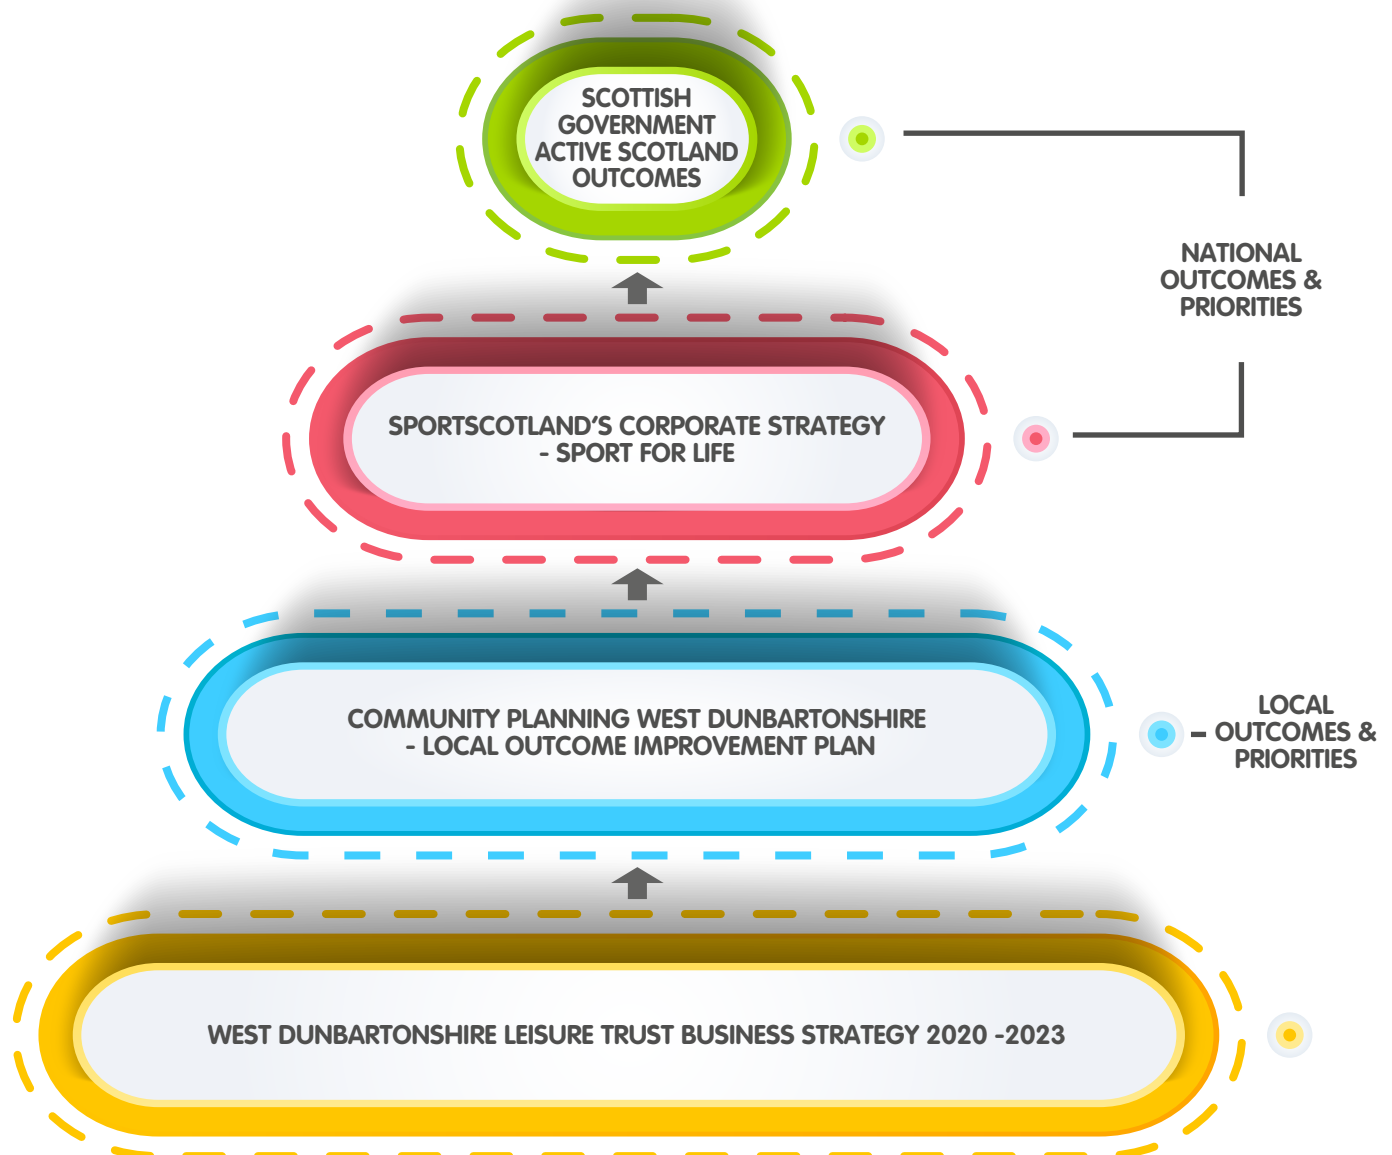 SCOTTISH
GOVERNMENT
ACTIVE SCOTLAND
OUTCOMES
NATIONAL
OUTCOMES &
PRIORITIES
SPORTSCOTLAND’S CORPORATE STRATEGY
- SPORT FOR LIFE
COMMUNITY PLANNING WEST DUNBARTONSHIRE
- LOCAL OUTCOME IMPROVEMENT PLAN
LOCAL
OUTCOMES &
PRIORITIES
WEST DUNBARTONSHIRE LEISURE TRUST BUSINESS STRATEGY 2020 -2023